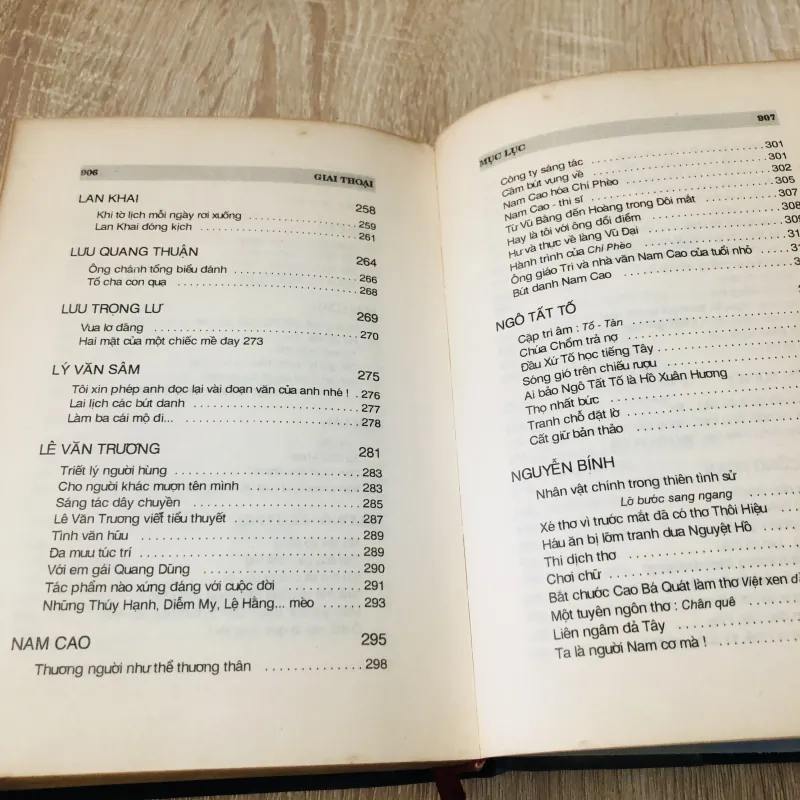 906 GIAI THOẠI
LAN KHAI 258
Khi tờ lịch mỗi ngày rơi xuống 259
Lan Khai đóng kịch 261
LƯU QUANG THUẬN 264
Ông chánh tổng biểu đánh 266
Tố cha con quạ 268
LƯU TRỌNG LƯ 269
Vua lơ đãng 270
Hai mặt của một chiếc mề đay 273
LÝ VĂN SÂM 275
Tôi xin phép anh đọc lại vài đoạn văn của anh nhé ! 276
Lai lịch các bút danh 277
Làm ba cái mộ đi... 278
LÊ VĂN TRƯƠNG 281
Triết lý người hùng 283
Cho người khác mượn tên mình 283
Sáng tác dây chuyền 285
Lê Văn Trương viết tiểu thuyết 287
Tình văn hữu 289
Đa mưu túc trí 289
Với em gái Quang Dũng 290
Tác phẩm nào xứng đáng với cuộc đời 291
Những Thúy Hạnh, Diễm My, Lệ Hằng... mèo 293
NAM CAO 295
Thương người như thể thương thân 298
MỤC LỤC 907
Công ty sáng tác 301
Cầm bút vung về 301
Nam Cao hóa Chí Phèo 302
Nam Cao - thi sĩ 305
Từ Vũ Bằng đến Hoàng trong Đôi mắt 307
Hay là tôi với ông đổi điểm 308
Hư và thực về làng Vũ Đại 309
Hành trình của Chí Phèo
Ông giáo Tri và nhà văn Nam Cao của tuổi nhỏ
Bút danh Nam Cao
NGÔ TẤT TỐ
Cặp tri âm : Tố - Tản
Chúa Chổm trả nợ
Đầu Xứ Tố học tiếng Tây
Sóng gió trên chiếu rượu
Ai bảo Ngô Tất Tố là Hồ Xuân Hương
Thọ nhất bức
Tranh chỗ đặt lờ
Cất giữ bản thảo
NGUYỄN BÍNH
Nhân vật chính trong thiên tình sử
Lỡ bước sang ngang
Xé thơ vì trước mắt đã có thơ Thôi Hiệu
Háu ăn bị lỡm tranh dưa Nguyệt Hồ
Thi dịch thơ
Chơi chữ
Bắt chước Cao Bá Quát làm thơ Việt xen
Một tuyên ngôn thơ : Chân quê
Liên ngâm đả Tây
Ta là người Nam cơ mà !